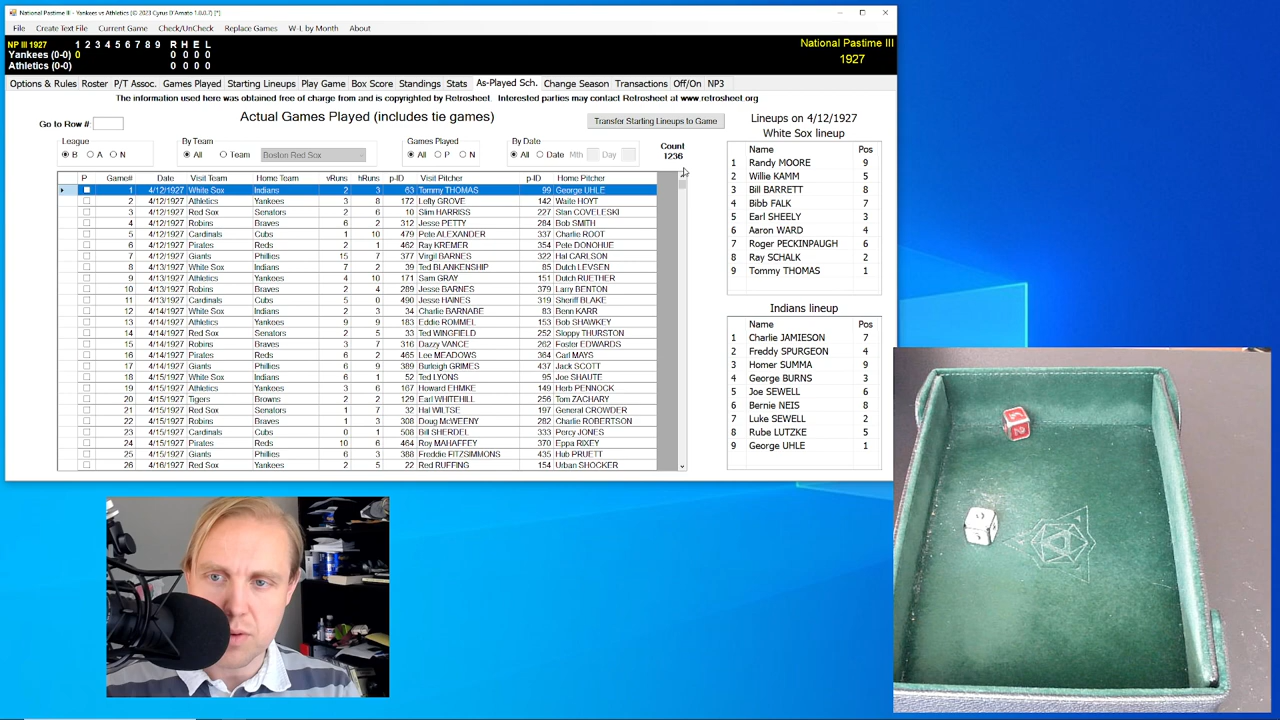 National Pastime III - Yankees vs Athletics (© 2023 Cyrus D Amato 1.0.0.7) [*]
File Create Text File Current Game Check/UnCheck Replace Games W-L by Month About
NP III 1927 1 2 3 4 5 6 7 8 9 R H E L
Yankees (0-0) 0 0 0 0 0
Athletics (0-0) 0 0 0 0
National Pastime III
1927
Options & Rules Roster P/T Assoc. Games Played Starting Lineups Play Game Box Score Standings Stats As-Played Sch. Change Season Transactions Off/On NP3
The information used here was obtained free of charge from and is copyrighted by Retrosheet. Interested parties may contact Retrosheet at www.retrosheet.org
Go to Row #
Actual Games Played (includes tie games)
Transfer Starting Lineups to Game
League
B A N
By Team
All Team Boston Red Sox
Games Played
All P N
By Date
All Date Mth Day
Count
1236
P Game# Date Visit Team Home Team vRuns hRuns p-ID Visit Pitcher p-ID Home Pitcher
1 4/12/1927 White Sox Indians 2 3 63 Tommy THOMAS 99 George UHLE
2 4/12/1927 Athletics Yankees 3 8 172 Lefty GROVE 142 Waite HOYT
3 4/12/1927 Red Sox Senators 2 6 10 Slim HARRISS 227 Stan COVELESKI
4 4/12/1927 Robins Braves 6 2 312 Jesse PETTY 284 Bob SMITH
5 4/12/1927 Cardinals Cubs 1 10 479 Pete ALEXANDER 337 Charlie ROOT
6 4/12/1927 Pirates Reds 2 1 462 Ray KREMER 354 Pete DONOHUE
7 4/12/1927 Giants Phillies 15 7 377 Virgil BARNES 322 Hal CARLSON
8 4/13/1927 White Sox Indians 7 2 39 Ted BLANKENSHIP 85 Dutch LEVSEN
9 4/13/1927 Athletics Yankees 4 10 171 Sam GRAY 151 Dutch RUETHER
10 4/13/1927 Robins Braves 2 4 289 Jesse BARNES 379 Larry BENTON
11 4/13/1927 Cardinals Cubs 5 0 490 Jesse HAINES 319 Sheriff BLAKE
12 4/14/1927 White Sox Indians 3 2 34 Charlie BARNABE 83 Benn KARR
13 4/14/1927 Athletics Yankees 9 9 183 Eddie ROMMEL 153 Bob SHAWKEY
14 4/14/1927 Red Sox Senators 2 5 33 Ted WINGFIELD 252 Sloppy THURSTON
15 4/14/1927 Robins Braves 3 7 316 Dazzy VANCE 262 Foster EDWARDS
16 4/14/1927 Pirates Reds 6 2 465 Lee MEADOWS 364 Carl MAYS
17 4/14/1927 Giants Phillies 6 9 389 Burleigh GRIMES 437 Jack SCOTT
18 4/15/1927 White Sox Indians 6 1 52 Ted LYONS 95 Joe SHAUTE
19 4/15/1927 Athletics Yankees 3 6 167 Howard EHMKE 149 Herb PENNOCK
20 4/15/1927 Tigers Browns 2 2 129 Earl WHITEHILL 164 Tom ZACHARY
21 4/15/1927 Red Sox Senators 1 7 32 Hal WILTSE 197 General CROWDER
22 4/15/1927 Robins Braves 1 3 308 Doug McWEENY 282 Charlie ROBERTSON
23 4/15/1927 Cardinals Cubs 0 1 508 Bill SHERDEL 333 Percy JONES
24 4/15/1927 Pirates Reds 10 6 464 Roy MAHAFFEY 370 Eppa RIXEY
25 4/15/1927 Giants Phillies 6 3 388 Freddie FITZSIMMONS 435 Hub PRUETT
26 4/16/1927 Red Sox Yankees 2 5 22 Red RUFFING 154 Urban SHOCKER
Lineups on 4/12/1927
White Sox lineup
Name Pos
1 Randy MOORE 9
2 Willie KAMM 5
3 Bill BARRETT 8
4 Bibb FALK 7
5 Earl SHEELY 3
6 Aaron WARD 4
7 Roger PECKINPAUGH 6
8 Ray SCHALK 2
9 Tommy THOMAS 1
Indians lineup
Name Pos
1 Charlie JAMIESON 7
2 Freddy SPURGEON 4
3 Homer SUMMA 9
4 George BURNS 3
5 Joe SEWELL 6
6 Bernie NEIS 8
7 Luke SEWELL 2
8 Rube LUTZKE 5
9 George UHLE 1